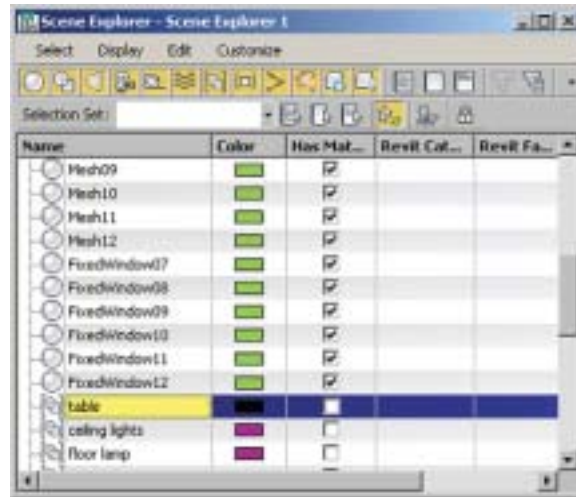 Scene Explorer - Scene Explorer 1
Select Display Edit Customize
Selection Set:
Name Color Has Mat... Revit Cat... Revit Fa...
Mesh09
Mesh10
Mesh11
Mesh12
FixedWindow07
FixedWindow08
FixedWindow09
FixedWindow10
FixedWindow11
FixedWindow12
table
ceiling lights
floor lamp